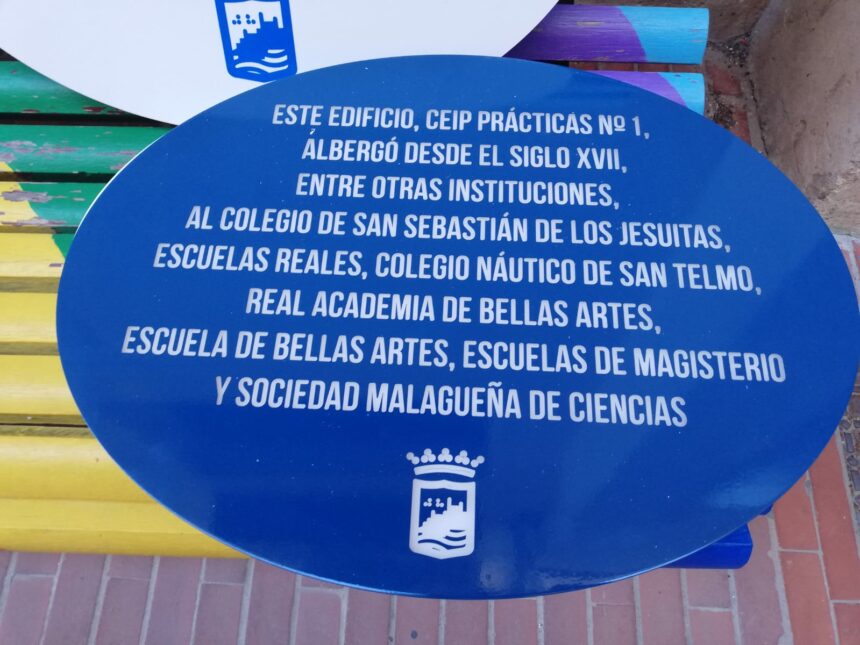 ESTE EDIFICIO, CEIP PRÁCTICAS Nº 1,
ÁLBERGÓ DESDE EL SIGLO XVII,
ENTRE OTRAS INSTITUCIONES,
AL COLEGIO DE SAN SEBASTIÁN DE LOS JESUITAS,
ESCUELAS REALES, COLEGIO NÁUTICO DE SAN TELMO,
REAL ACADEMIA DE BELLAS ARTES,
ESCUELA DE BELLAS ARTES, ESCUELAS DE MAGISTERIO
Y SOCIEDAD MALAGUEÑA DE CIENCIAS